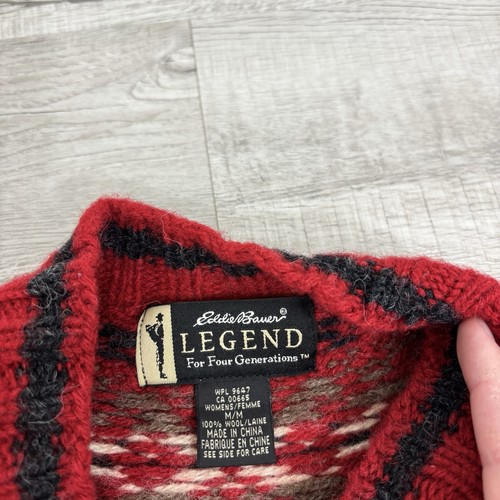 Eddie Bauer®
LEGEND
For Four Generations™
WPL 9647
CA 00665
WOMENS/FEMME
M/M
100% WOOL/LAINE
MADE IN CHINA
FABRIQUE EN CHINE
SEE SIDE FOR CARE